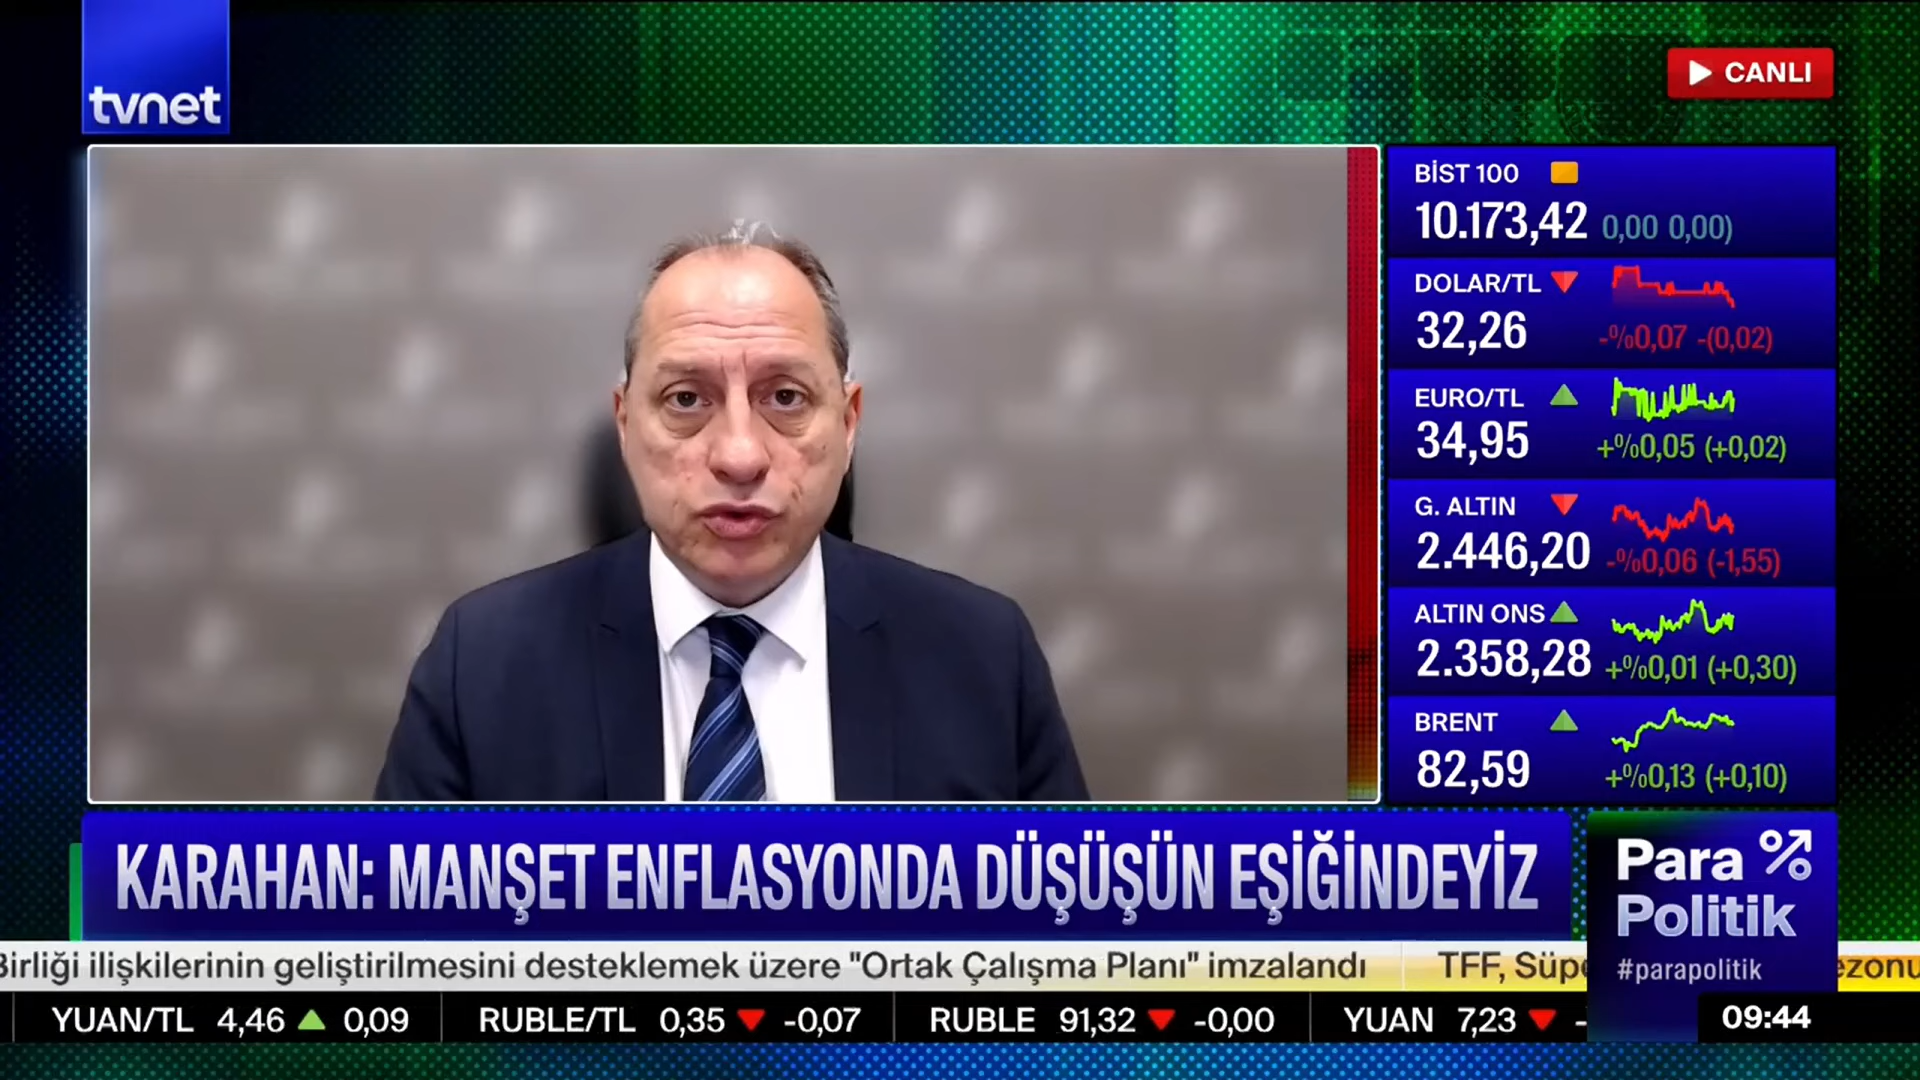 tvnet
CANLI
BİST 100
10.173,42 0,00 0,00)
DOLAR/TL
32,26 -%0,07 -(0,02)
EURO/TL
34,95 +%0,05 (+0,02)
G. ALTIN
2.446,20 -%0,06 (-1,55)
ALTIN ONS
2.358,28 +%0,01 (+0,30)
BRENT
82,59 +%0,13 (+0,10)
KARAHAN: MANŞET ENFLASYONDA DÜŞÜŞÜN EŞİĞİNDEYİZ
Para %
Politik
#parapolitik
Birliği ilişkilerinin geliştirilmesini desteklemek üzere "Ortak Çalışma Planı" imzalandı TFF, Süpe ezonu
YUAN/TL 4,46 0,09 RUBLE/TL 0,35 -0,07 RUBLE 91,32 -0,00 YUAN 7,23 -
09:44